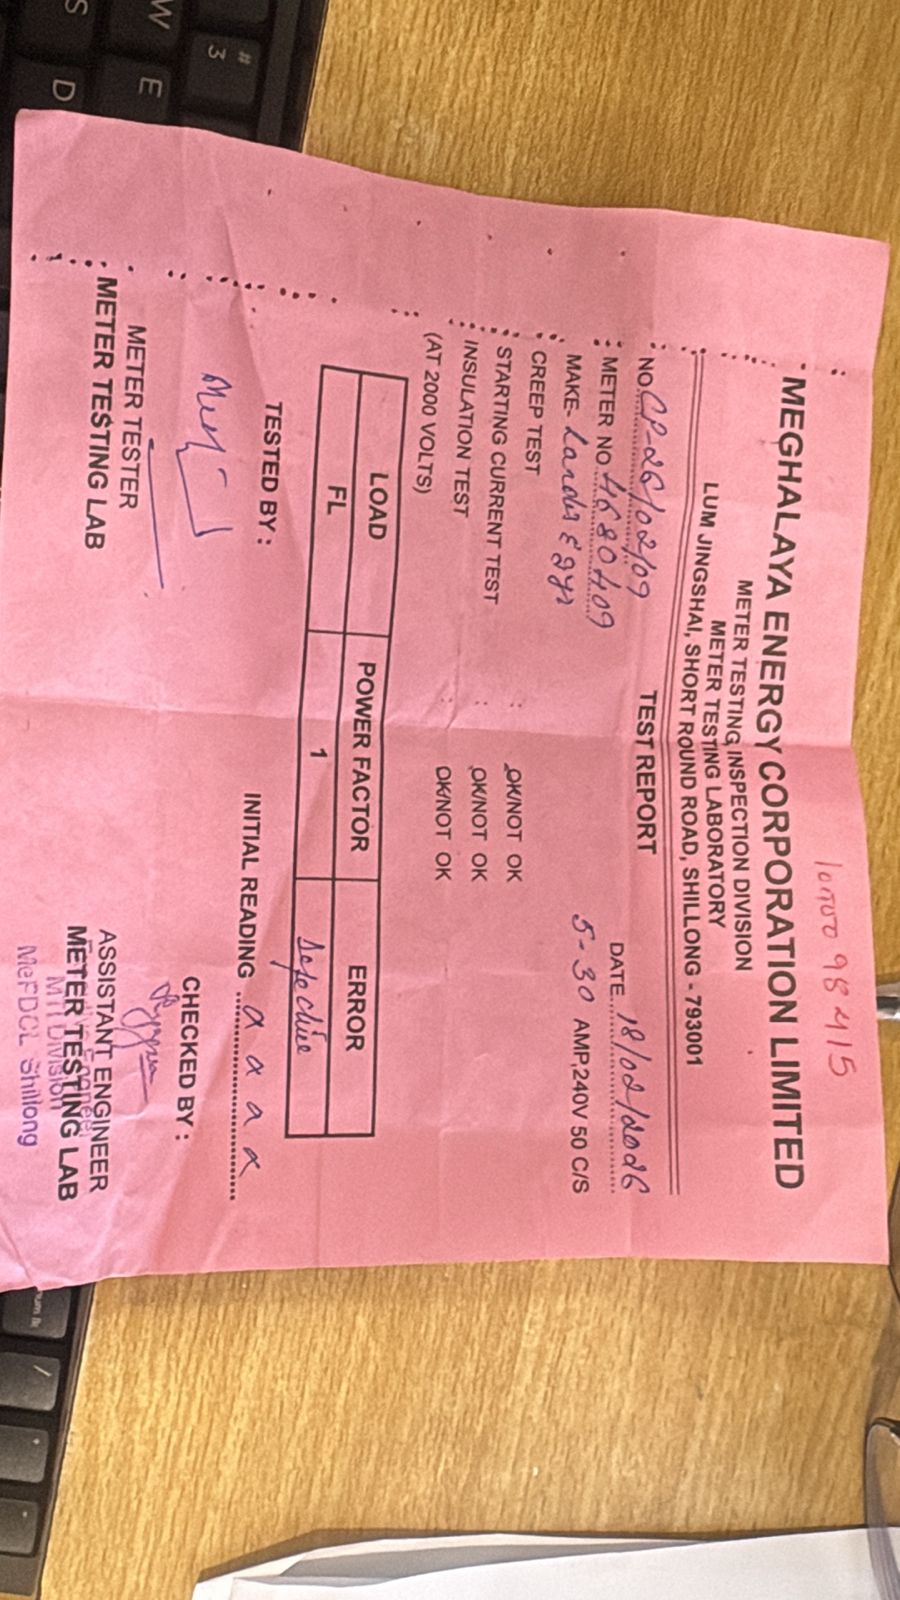 MEGHALAYA ENERGY CORPORATION LIMITED
METER TESTING INSPECTION DIVISION
METER TESTING LABORATORY
LUM JINGSHAI, SHORT ROUND ROAD, SHILLONG - 793001
TEST REPORT
NO. CP-26/02/09 DATE 18/02/2026
METER NO 4680409
MAKE- Landis & Gyr 5-30 AMP,240V 50 C/S
CREEP TEST : OK/NOT OK
STARTING CURRENT TEST : OK/NOT OK
INSULATION TEST : OK/NOT OK
(AT 2000 VOLTS)
LOAD POWER FACTOR ERROR
FL 1 Defective
INITIAL READING
TESTED BY : CHECKED BY :
METER TESTER ASSISTANT ENGINEER
METER TESTING LAB METER TESTING LAB
MTI Division
MePDCL Shillong
W E S D # 3
/